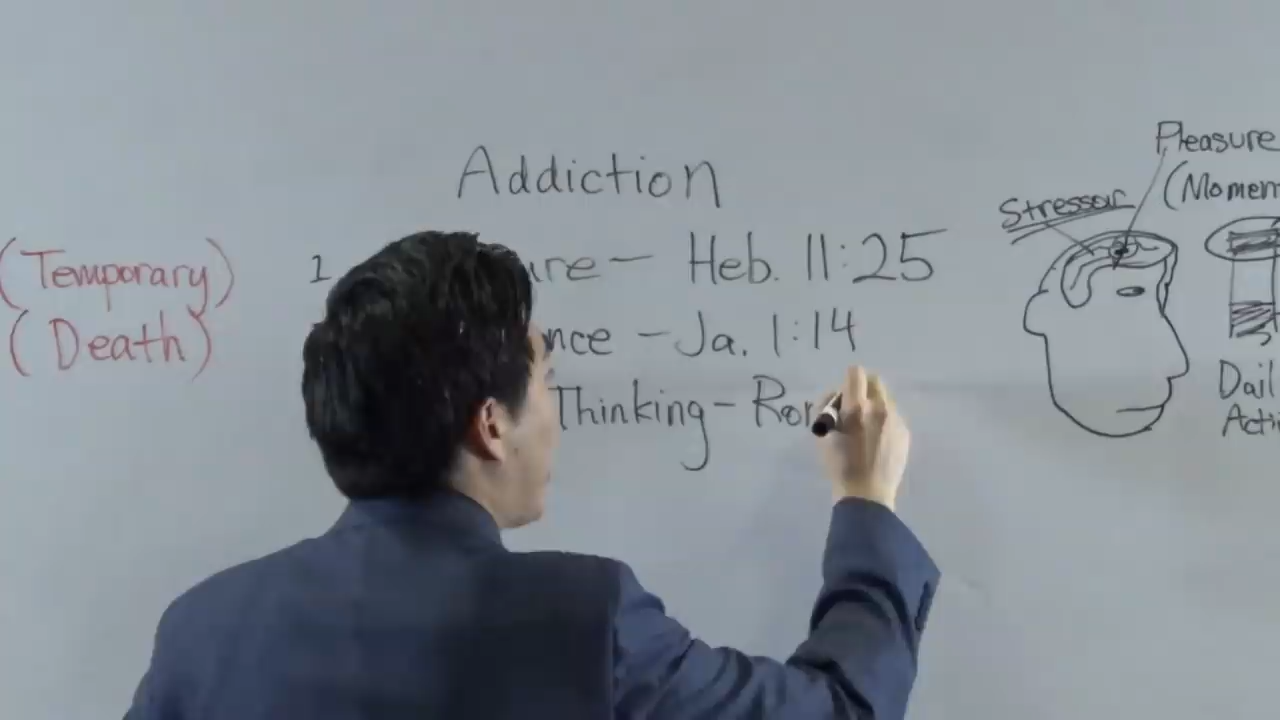 Addiction
(Temporary)
(Death)
1
ure – Heb. 11:25
nce – Ja. 1:14
Thinking – Ro
Stressor
Pleasure
(Momen
Dail
Acti